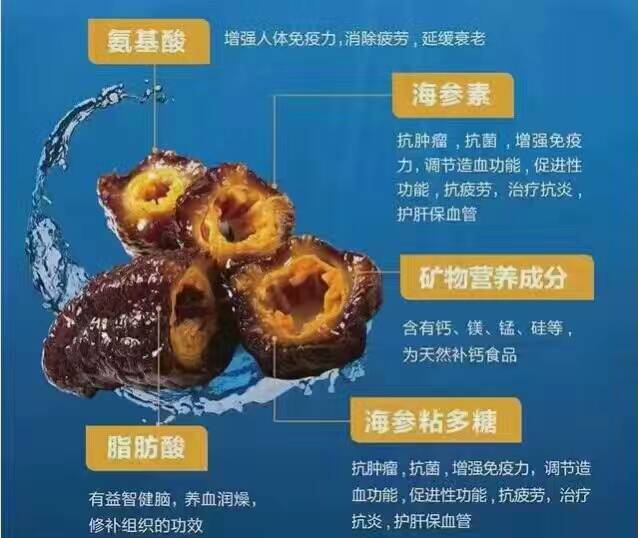 氨基酸
增强人体免疫力,消除疲劳,延缓衰老
海参素
抗肿瘤,抗菌,增强免疫
力,调节造血功能,促进性
功能,抗疲劳,治疗抗炎,
护肝保血管
矿物营养成分
含有钙、镁、锰、硅等,
为天然补钙食品
海参粘多糖
抗肿瘤,抗菌,增强免疫力,调节造
血功能,促进性功能,抗疲劳,治疗
抗炎,护肝保血管
脂肪酸
有益智健脑,养血润燥,
修补组织的功效